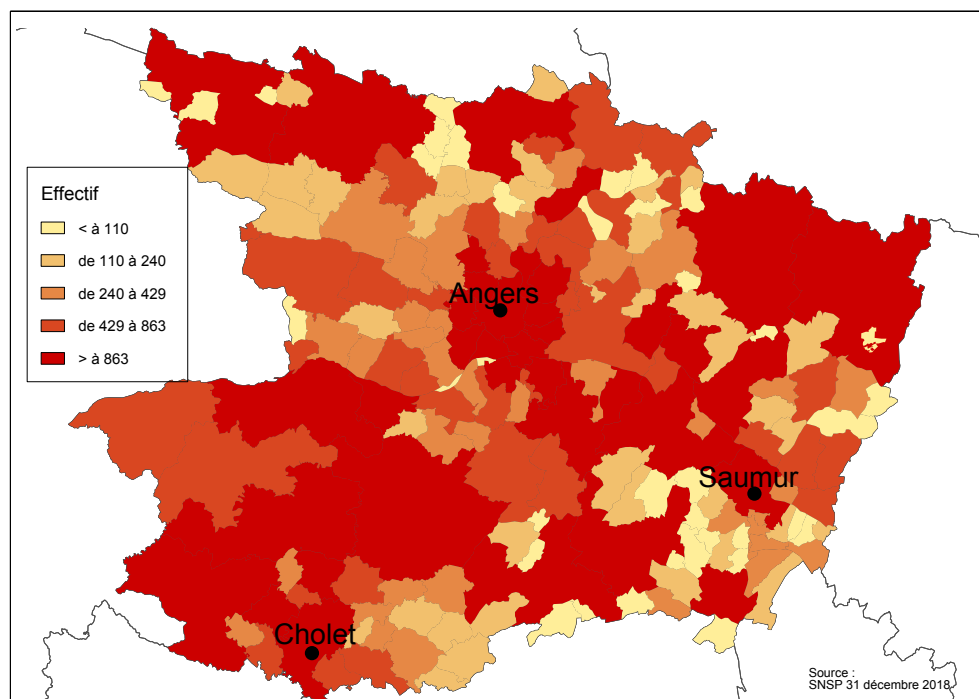 Effectif
< à 110
de 110 à 240
de 240 à 429
de 429 à 863
> à 863
Angers
Saumur
Cholet
Source :
SNSP 31 décembre 2018